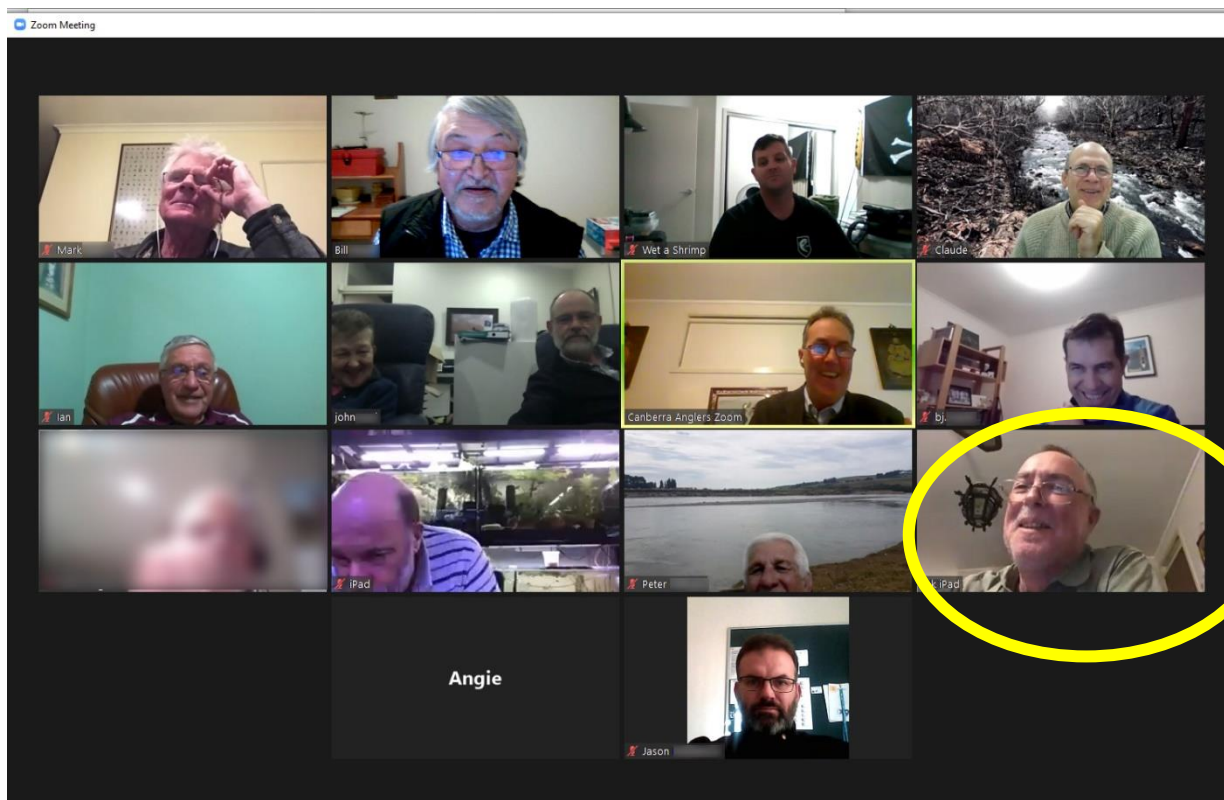 Zoom Meeting
Mark
Bill
Wet a Shrimp
Claude
ian
john
Canberra Anglers Zoom
bj.
iPad
Peter
iPad
Angie
Jason